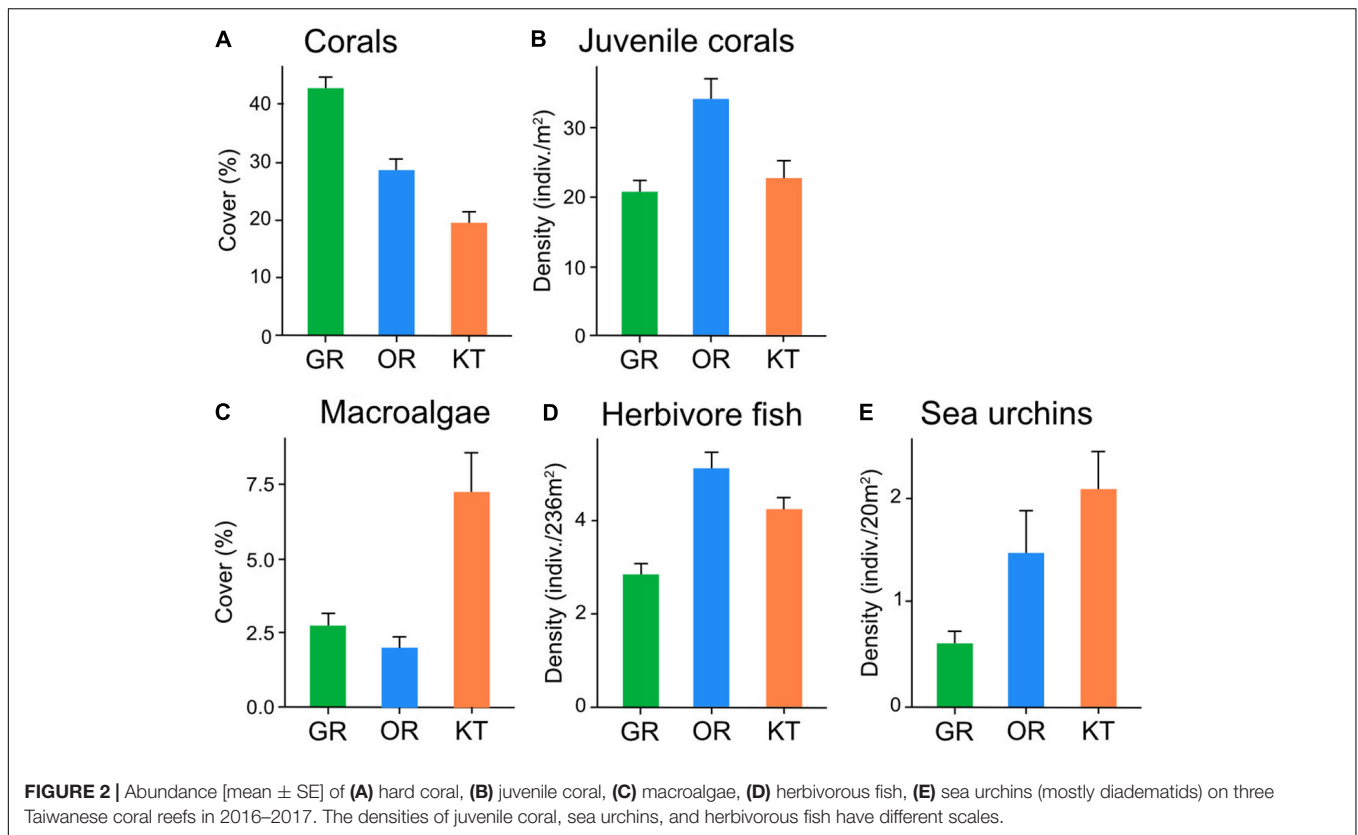 A Corals
Cover (%)
40
30
20
10
0
GR OR KT
B Juvenile corals
Density (indiv./m²)
30
20
10
0
GR OR KT
C Macroalgae
Cover (%)
7.5
5.0
2.5
0.0
GR OR KT
D Herbivore fish
Density (indiv./236m²)
4
2
0
GR OR KT
E Sea urchins
Density (indiv./20m²)
2
1
0
GR OR KT
FIGURE 2 | Abundance [mean ± SE] of (A) hard coral, (B) juvenile coral, (C) macroalgae, (D) herbivorous fish, (E) sea urchins (mostly diadematids) on three
Taiwanese coral reefs in 2016–2017. The densities of juvenile coral, sea urchins, and herbivorous fish have different scales.